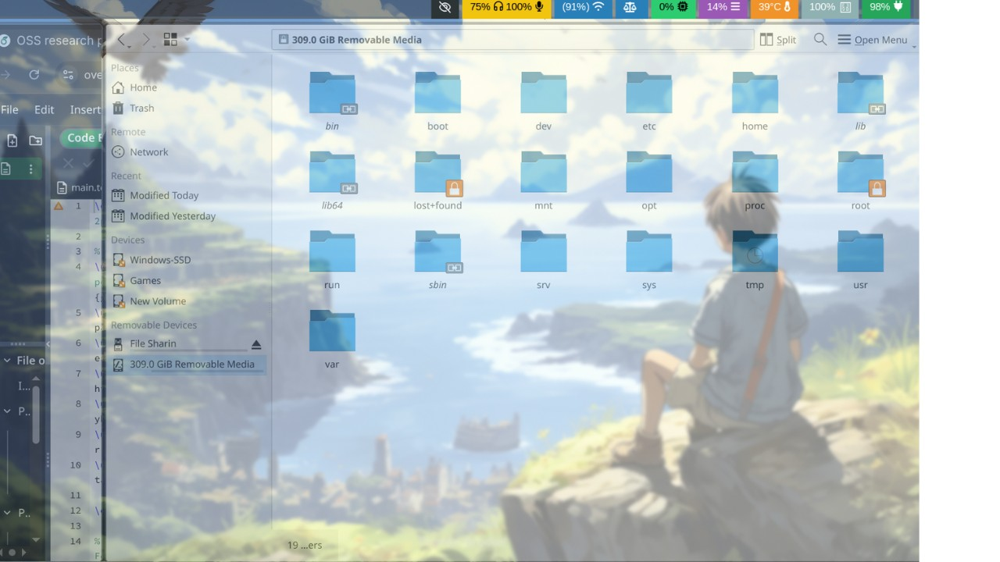 75% 100%
(91%)
0%
14%
39°C
100%
98%
OSS research p
ove
File Edit Insert
Code E
main.te
1
2
2
3 %
4
p
{
5
p
6
e
7
h
8
y
9
r
10
t
11
12
13
14 %
F
File o
I...
P..
P..
309.0 GiB Removable Media
Split
Open Menu
Places
Home
Trash
Remote
Network
Recent
Modified Today
Modified Yesterday
Devices
Windows-SSD
Games
New Volume
Removable Devices
File Sharin
309.0 GiB Removable Media
bin boot dev etc home lib
lib64 lost+found mnt opt proc root
run sbin srv sys tmp usr
var
19 ...ers